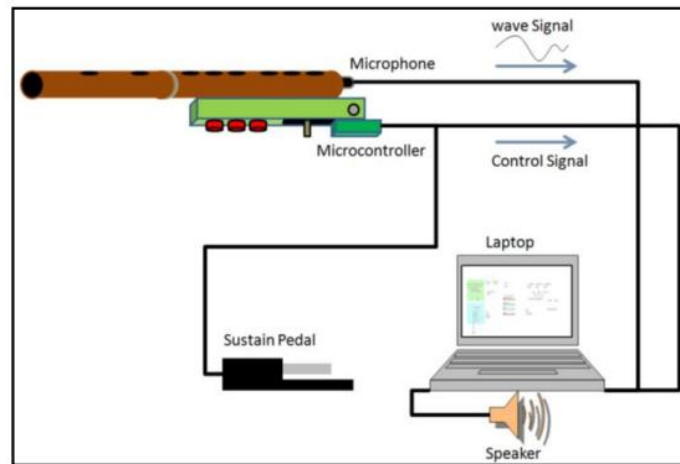 wave Signal
Microphone
Microcontroller
Control Signal
Laptop
Sustain Pedal
Speaker